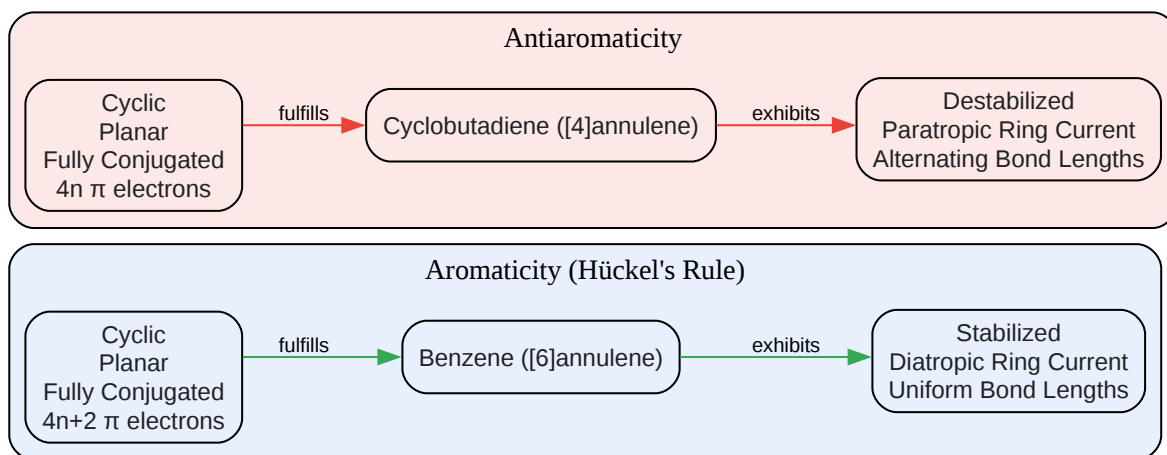 Antiaromaticity
Cyclic
Planar
Fully Conjugated
4n π electrons
fulfills
Cyclobutadiene ([4]annulene)
exhibits
Destabilized
Paratropic Ring Current
Alternating Bond Lengths
Aromaticity (Hückel's Rule)
Cyclic
Planar
Fully Conjugated
4n+2 π electrons
fulfills
Benzene ([6]annulene)
exhibits
Stabilized
Diatropic Ring Current
Uniform Bond Lengths